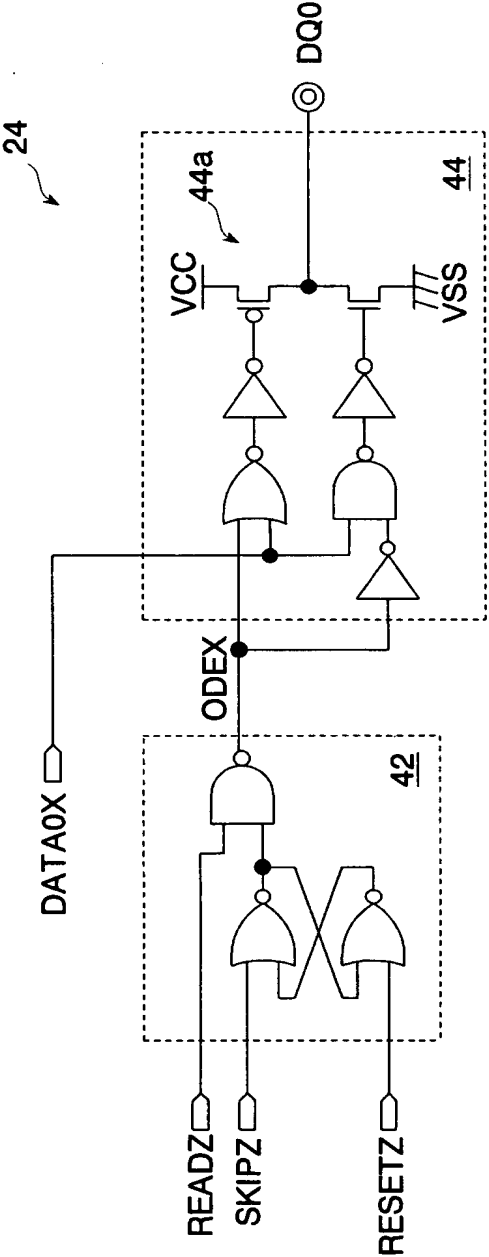 24
DATA0X
READZ
SKIPZ
RESETZ
42
ODEX
VCC
44a
VSS
44
DQ0